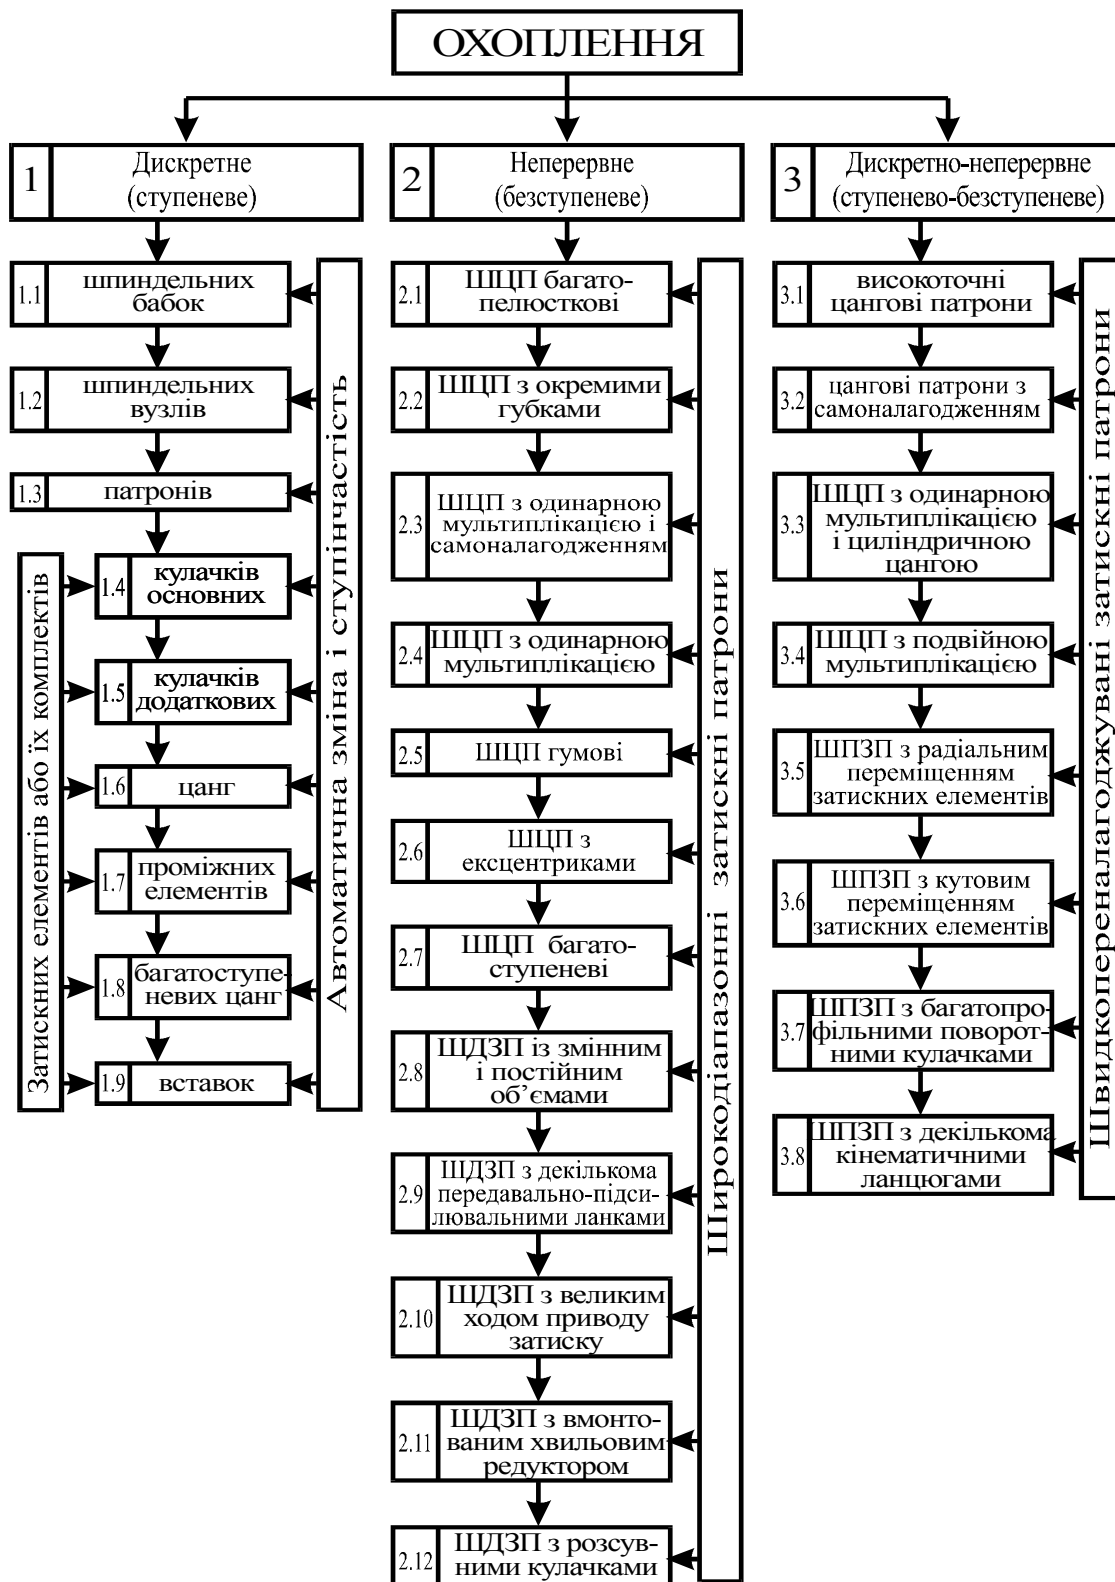 ОХОПЛЕННЯ
1
Дискретне
(ступеневе)
1.1
шпиндельних
бабок
1.2
шпиндельних
вузлів
1.3
патронів
1.4
кулачків
основних
1.5
кулачків
додаткових
1.6
цанг
1.7
проміжних
елементів
1.8
багатоступе-
невих цанг
1.9
вставок
Затискних елементів або їх комплектів
Автоматична зміна і ступінчастість
2
Неперервне
(безступеневе)
2.1
ШЦП багато-
пелюсткові
2.2
ШЦП з окремими
губками
2.3
ШЦП з одинарною
мультиплікацією і
самоналагодженням
2.4
ШЦП з одинарною
мультиплікацією
2.5
ШЦП гумові
2.6
ШЦП з
ексцентриками
2.7
ШЦП багато-
ступеневі
2.8
ШДЗП із змінним
і постійним
об’ємами
2.9
ШДЗП з декількома
передавально-підси-
лювальними ланками
2.10
ШДЗП з великим
ходом приводу
затиску
2.11
ШДЗП з вмонто-
ваним хвильовим
редуктором
2.12
ШДЗП з розсув-
ними кулачками
Широкодіапазонні затискні патрони
3
Дискретно-неперервне
(ступенево-безступеневе)
3.1
високоточні
цангові патрони
3.2
цангові патрони з
самоналагодженням
3.3
ШЦП з одинарною
мультиплікацією
і циліндричною
цангою
3.4
ШЦП з подвійною
мультиплікацією
3.5
ШПЗП з радіальним
переміщенням
затискних елементів
3.6
ШПЗП з кутовим
переміщенням
затискних елементів
3.7
ШПЗП з багатопро-
фільними поворот-
ними кулачками
3.8
ШПЗП з декількома
кінематичними
ланцюгами
Швидкопереналагоджувані затискні патрони